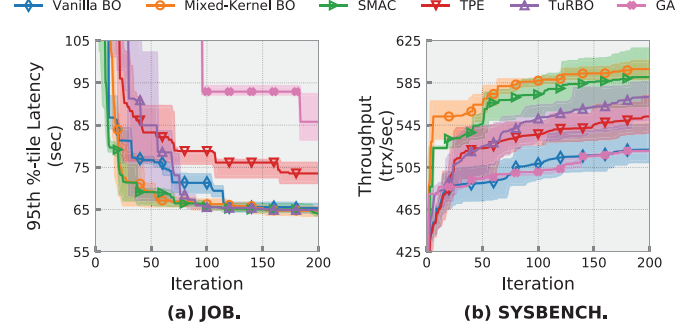 Vanilla BO Mixed-Kernel BO SMAC TPE TuRBO GA
95th %-tile Latency
(sec)
105
95
85
75
65
55
0 50 100 150 200
Iteration
(a) JOB.
Throughput
(trx/sec)
625
585
545
505
465
425
0 50 100 150 200
Iteration
(b) SYSBENCH.